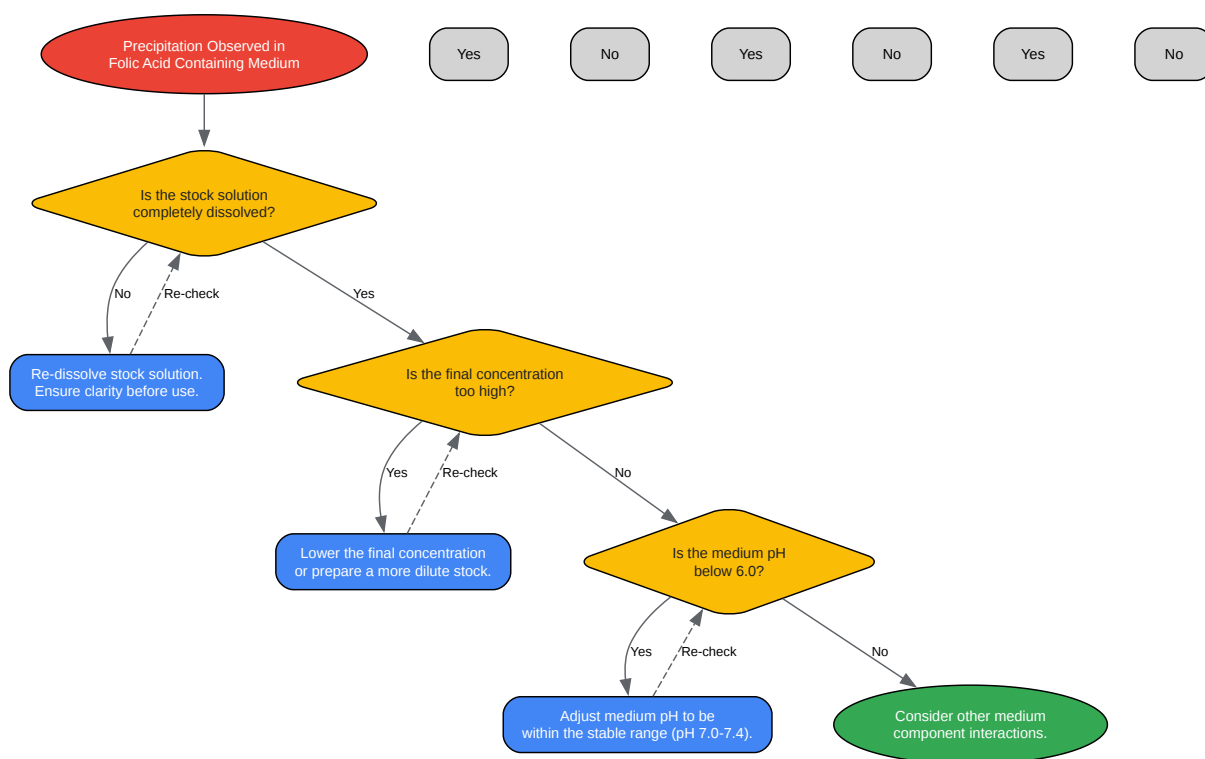 Precipitation Observed in
Folic Acid Containing Medium
Yes
No
Yes
No
Yes
No
Is the stock solution
completely dissolved?
No
Re-check
Yes
Re-dissolve stock solution.
Ensure clarity before use.
Is the final concentration
too high?
Yes
Re-check
No
Lower the final concentration
or prepare a more dilute stock.
Is the medium pH
below 6.0?
Yes
Re-check
No
Adjust medium pH to be
within the stable range (pH 7.0-7.4).
Consider other medium
component interactions.